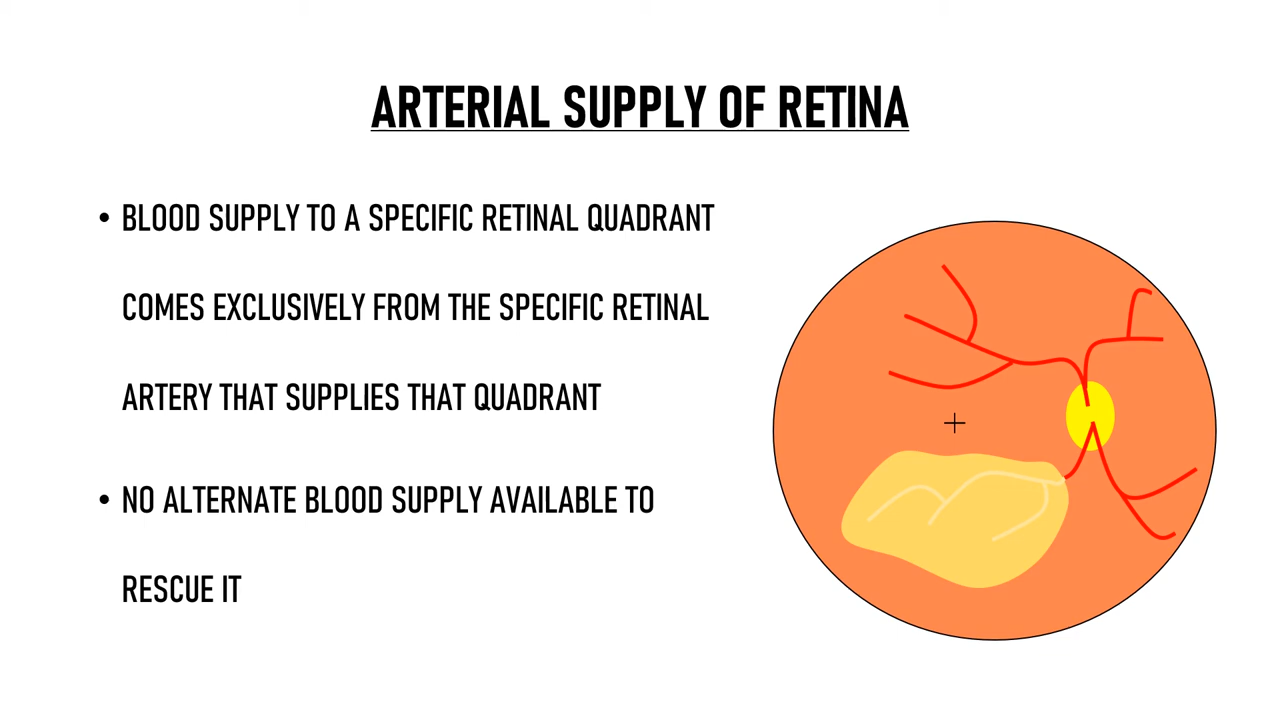 ARTERIAL SUPPLY OF RETINA
• BLOOD SUPPLY TO A SPECIFIC RETINAL QUADRANT
COMES EXCLUSIVELY FROM THE SPECIFIC RETINAL
ARTERY THAT SUPPLIES THAT QUADRANT
• NO ALTERNATE BLOOD SUPPLY AVAILABLE TO
RESCUE IT